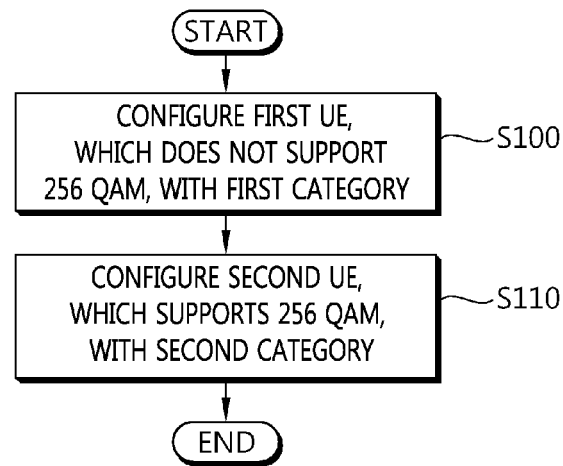 START
CONFIGURE FIRST UE,
WHICH DOES NOT SUPPORT
256 QAM, WITH FIRST CATEGORY
S100
CONFIGURE SECOND UE,
WHICH SUPPORTS 256 QAM,
WITH SECOND CATEGORY
S110
END